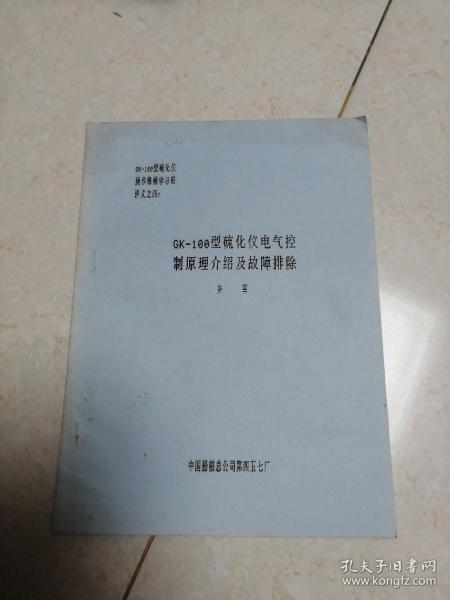 GK-100型硫化仪
操作维修学习班
讲义之四:
GK-100型硫化仪电气控
制原理介绍及故障排除
朱 军
中国船舶总公司第四五七厂
孔夫子旧书网
www.kongfz.com